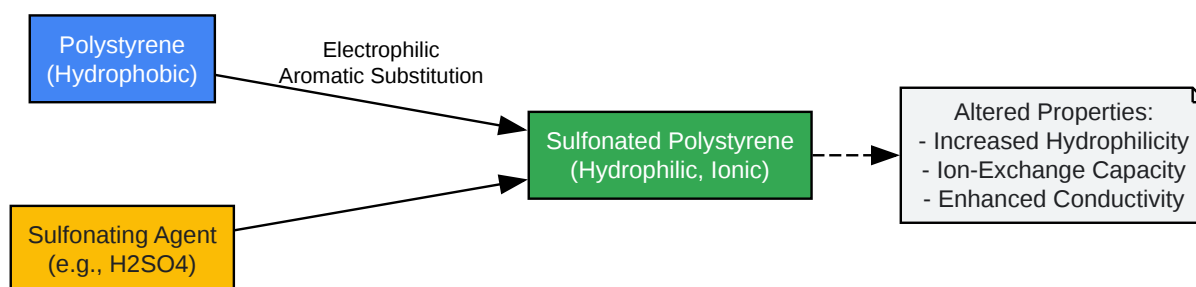 Polystyrene
(Hydrophobic)
Electrophilic
Aromatic Substitution
Sulfonating Agent
(e.g., H2SO4)
Sulfonated Polystyrene
(Hydrophilic, Ionic)
Altered Properties:
- Increased Hydrophilicity
- Ion-Exchange Capacity
- Enhanced Conductivity